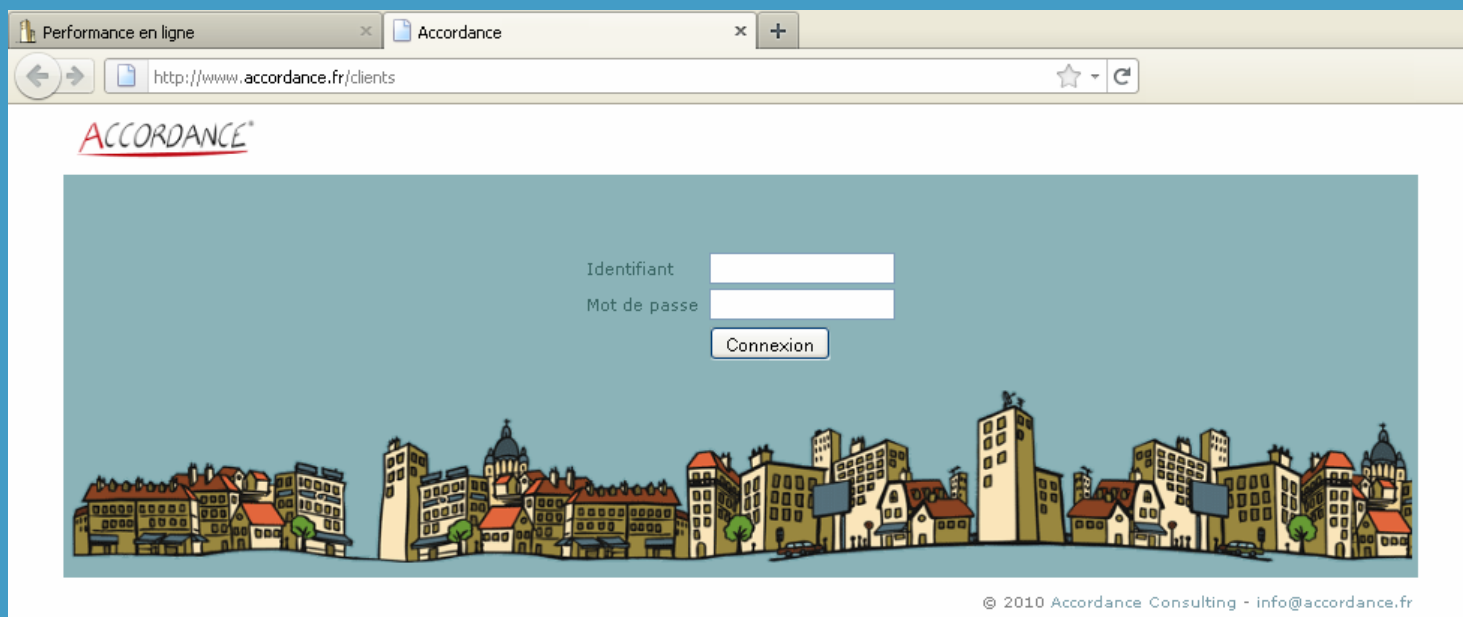 Performance en ligne
Accordance
http://www.accordance.fr/clients
ACCORDANCE®
Identifiant
Mot de passe
Connexion
© 2010 Accordance Consulting - info@accordance.fr